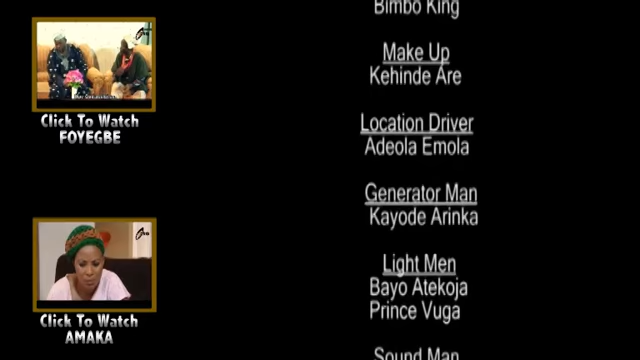 Bimbo King
Make Up
Kehinde Are
Location Driver
Adeola Emola
Generator Man
Kayode Arinka
Light Men
Bayo Atekoja
Prince Vuga
Sound Man
Click To Watch
FOYEGBE
Click To Watch
AMAKA